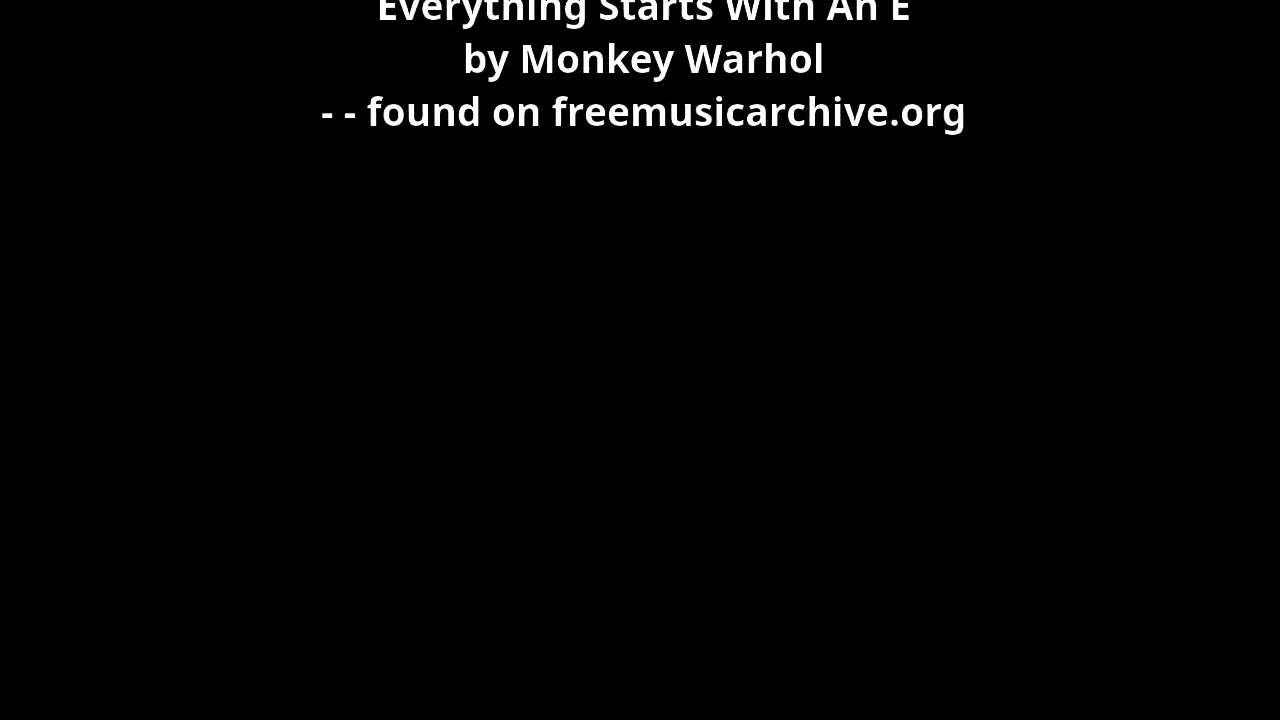 Everything Starts With An E
by Monkey Warhol
- - found on freemusicarchive.org